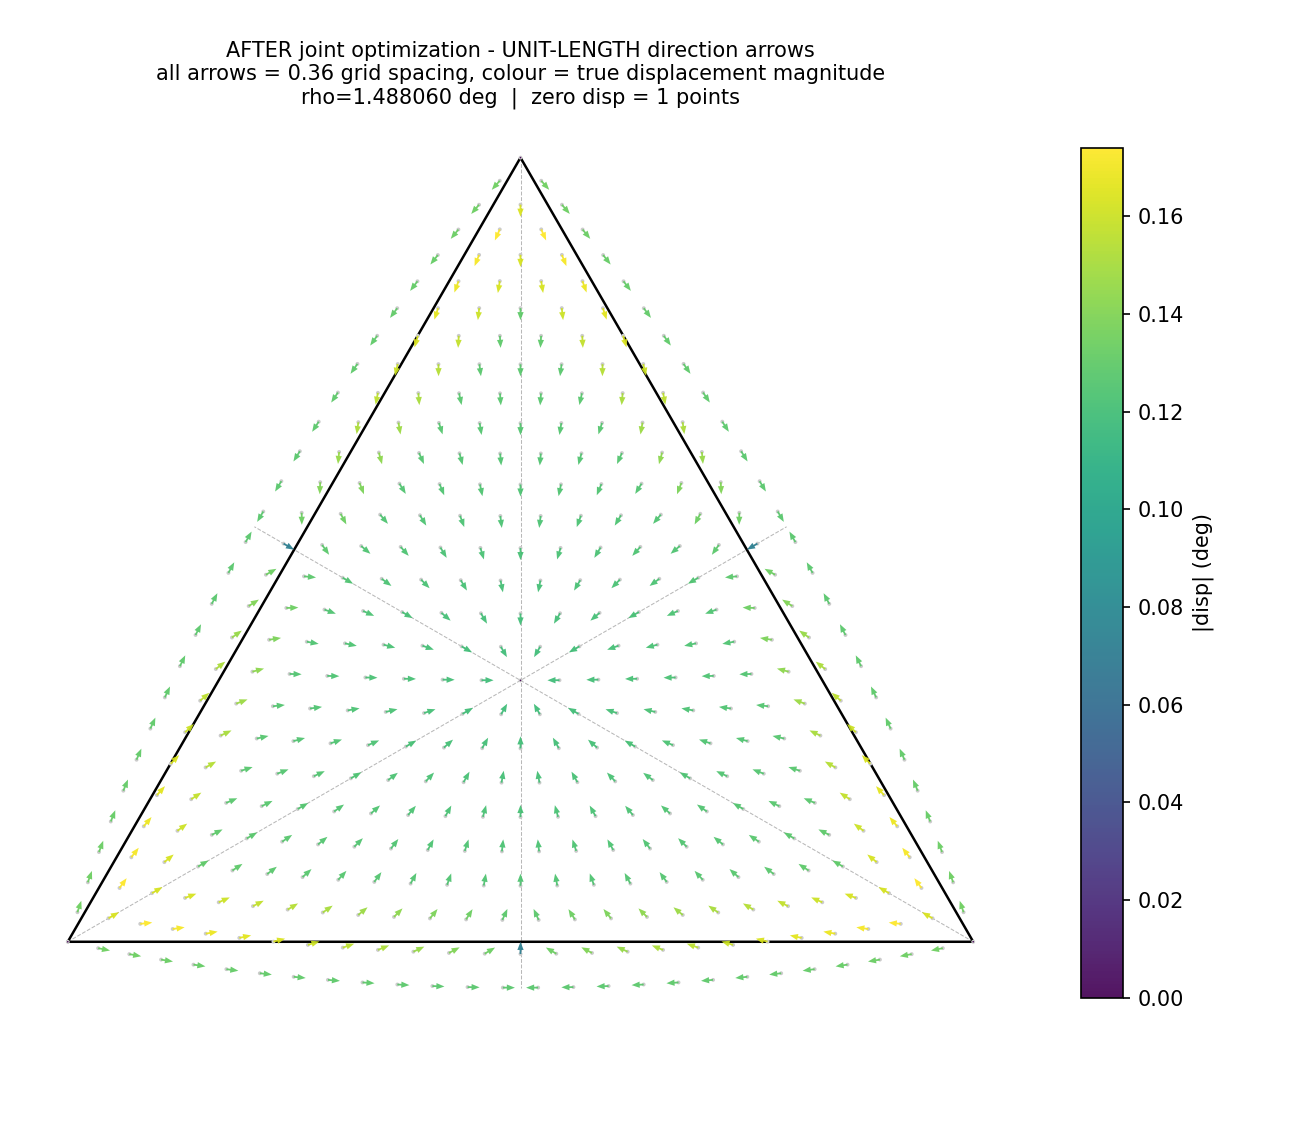 AFTER joint optimization - UNIT-LENGTH direction arrows
all arrows = 0.36 grid spacing, colour = true displacement magnitude
rho=1.488060 deg | zero disp = 1 points
0.16
0.14
0.12
0.10
0.08
0.06
0.04
0.02
0.00
|disp| (deg)